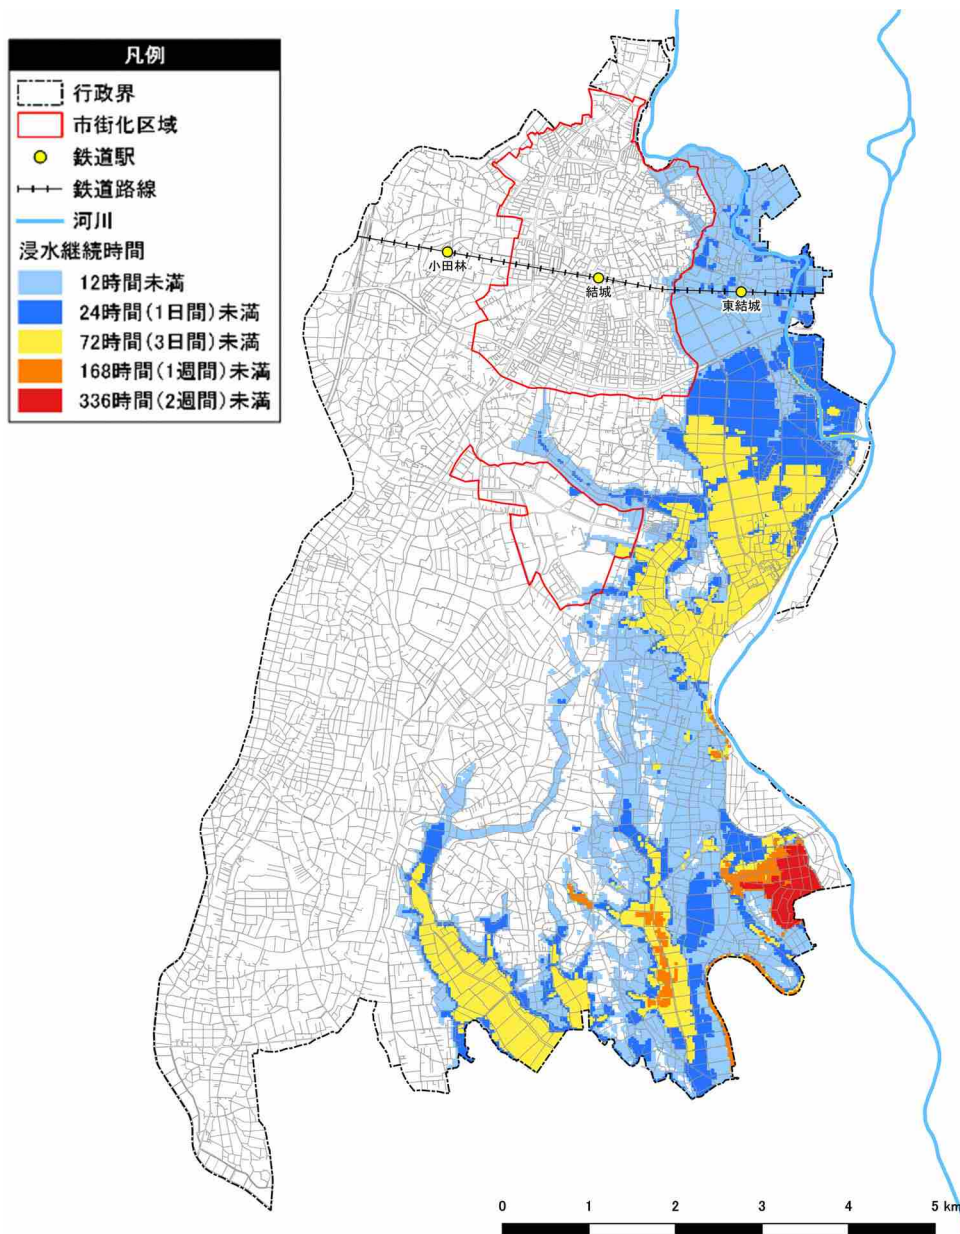 凡例
行政界
市街化区域
鉄道駅
鉄道路線
河川
浸水継続時間
12時間未満
24時間(1日間)未満
72時間(3日間)未満
168時間(1週間)未満
336時間(2週間)未満
小田林
結城
東結城
0 1 2 3 4 5 km